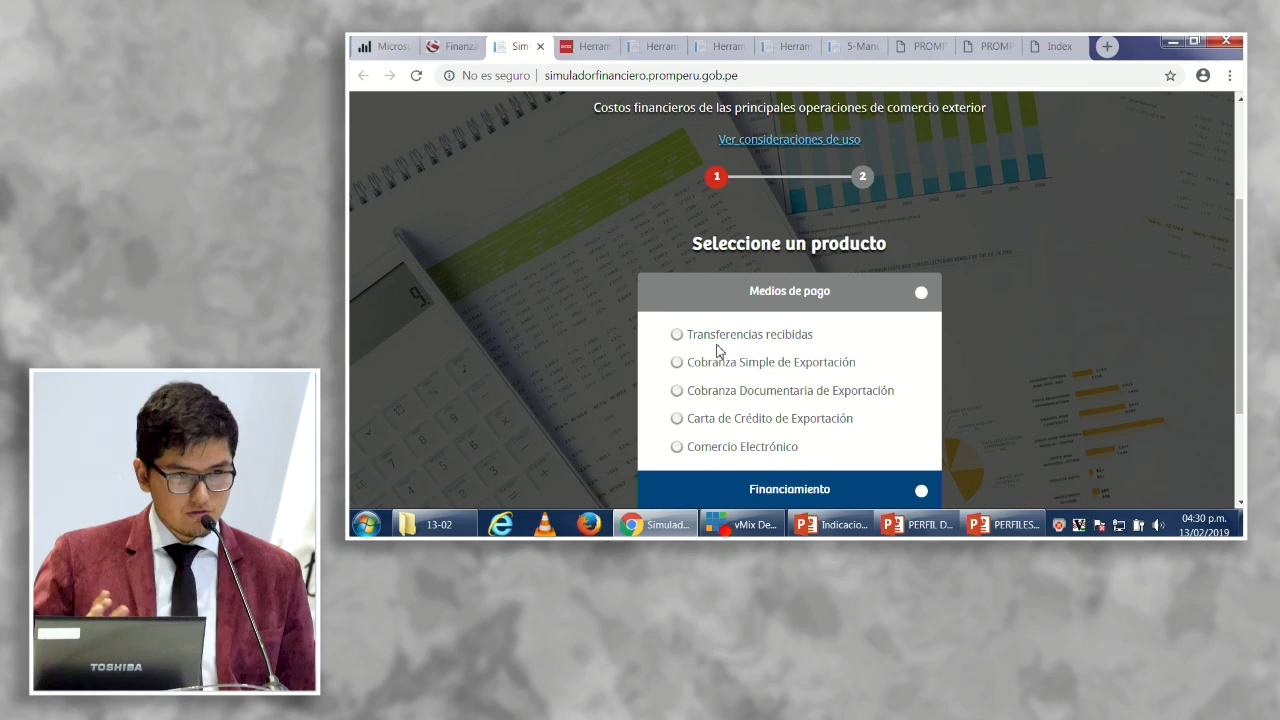 Micros
Finanza
Sim
Herram
Herram
Herram
Herram
5-Manu
PROMP
PROMP
Index
No es seguro | simuladorfinanciero.promperu.gob.pe
Costos financieros de las principales operaciones de comercio exterior
Ver consideraciones de uso
1
2
Seleccione un producto
Medios de pago
Transferencias recibidas
Cobranza Simple de Exportación
Cobranza Documentaria de Exportación
Carta de Crédito de Exportación
Comercio Electrónico
Financiamiento
13-02
Simulad...
vMix De...
Indicacio...
PERFIL D...
PERFILES...
04:30 p.m.
13/02/2019
TOSHIBA